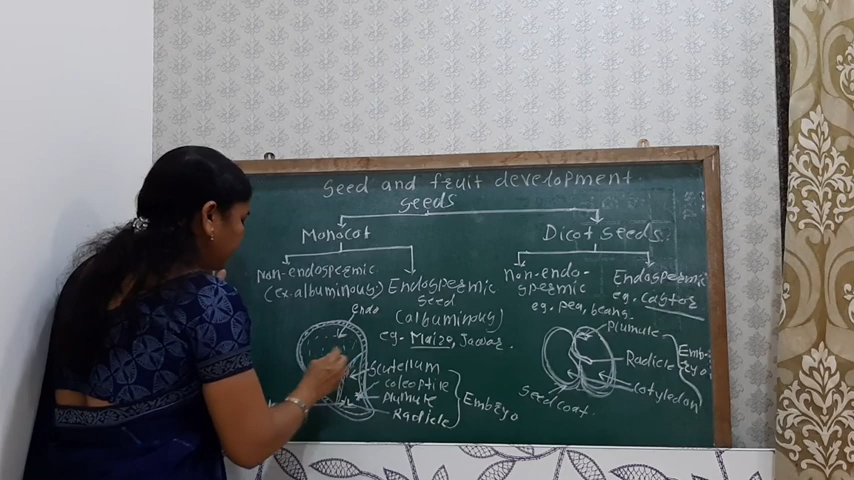 Seed and fruit development.
Seeds
Monocot
Dicot seeds.
Non-endospermic
(ex-albuminous)
Endospermic
seed
(albuminous)
eg. Maize, Jawar.
non-endo-
spermic
eg. pea, beans.
Endospermic
eg. castor
endo
Scutellum
coleoptile
plumule
Radicle
Embryo
Plumule
Radicle
cotyledon
Embryo
Seed coat.